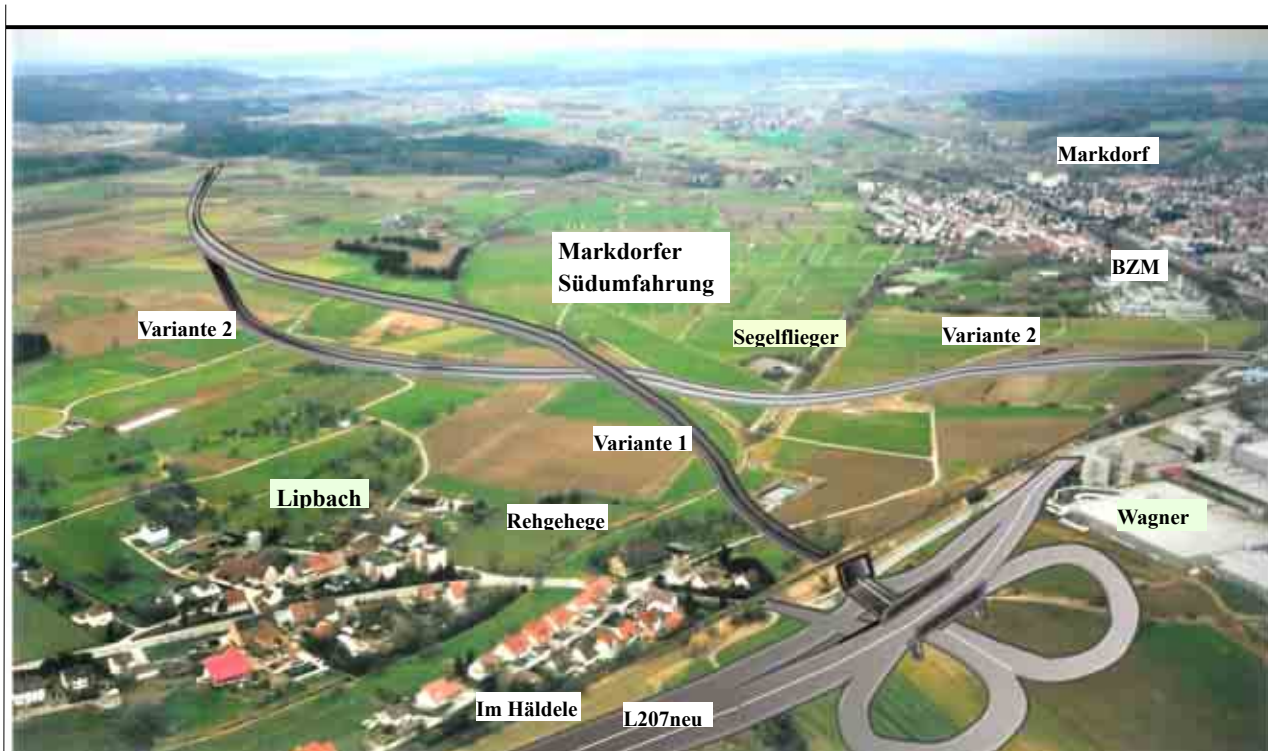 Markdorf
Markdorfer
Südumfahrung
BZM
Variante 2
Segelflieger
Variante 2
Variante 1
Lipbach
Rehgehege
Wagner
Im Häldele
L207neu